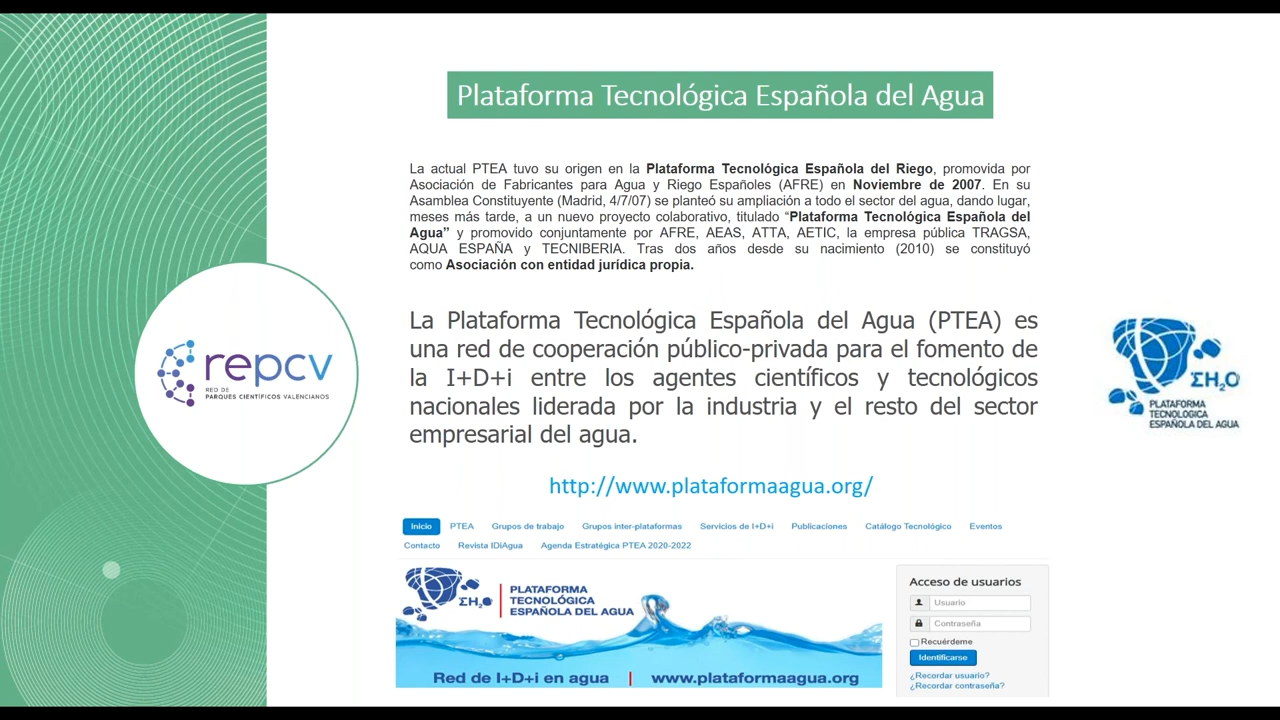 Plataforma Tecnológica Española del Agua
La actual PTEA tuvo su origen en la Plataforma Tecnológica Española del Riego, promovida por
Asociación de Fabricantes para Agua y Riego Españoles (AFRE) en Noviembre de 2007. En su
Asamblea Constituyente (Madrid, 4/7/07) se planteó su ampliación a todo el sector del agua, dando lugar,
meses más tarde, a un nuevo proyecto colaborativo, titulado “Plataforma Tecnológica Española del
Agua” y promovido conjuntamente por AFRE, AEAS, ATTA, AETIC, la empresa pública TRAGSA,
AQUA ESPAÑA y TECNIBERIA. Tras dos años desde su nacimiento (2010) se constituyó
como Asociación con entidad jurídica propia.
repcv
RED DE
PARQUES CIENTÍFICOS VALENCIANOS
La Plataforma Tecnológica Española del Agua (PTEA) es
una red de cooperación público-privada para el fomento de
la I+D+i entre los agentes científicos y tecnológicos
nacionales liderada por la industria y el resto del sector
empresarial del agua.
ΣH2O
PLATAFORMA
TECNOLOGICA
ESPAÑOLA DEL AGUA
http://www.plataformaagua.org/
Inicio PTEA Grupos de trabajo Grupos inter-plataformas Servicios de I+D+i Publicaciones Catálogo Tecnológico Eventos
Contacto Revista IDiAgua Agenda Estratégica PTEA 2020-2022
ΣH2O
PLATAFORMA
TECNOLÓGICA
ESPAÑOLA DEL AGUA
Red de I+D+i en agua | www.plataformaagua.org
Acceso de usuarios
Usuario
Contraseña
Recuérdeme
Identificarse
¿Recordar usuario?
¿Recordar contraseña?